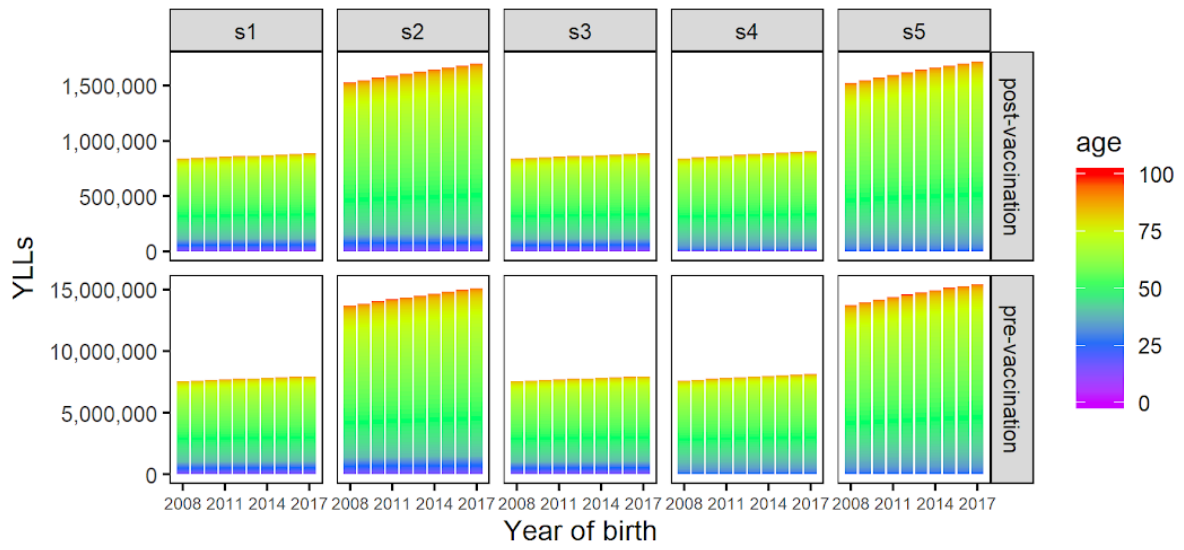 s1 s2 s3 s4 s5
1,500,000
1,000,000
500,000
0
post-vaccination
15,000,000
10,000,000
5,000,000
0
pre-vaccination
YLLs
2008 2011 2014 2017 2008 2011 2014 2017 2008 2011 2014 2017 2008 2011 2014 2017 2008 2011 2014 2017
Year of birth
age
100
75
50
25
0